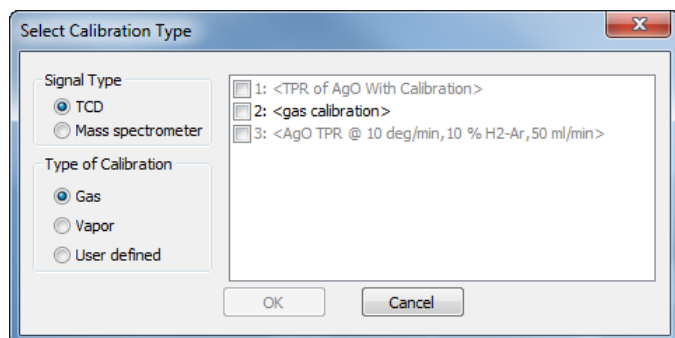 Select Calibration Type
Signal Type
TCD
Mass spectrometer
Type of Calibration
Gas
Vapor
User defined
1: <TPR of AgO With Calibration>
2: <gas calibration>
3: <AgO TPR @ 10 deg/min,10 % H2-Ar,50 ml/min>
OK
Cancel